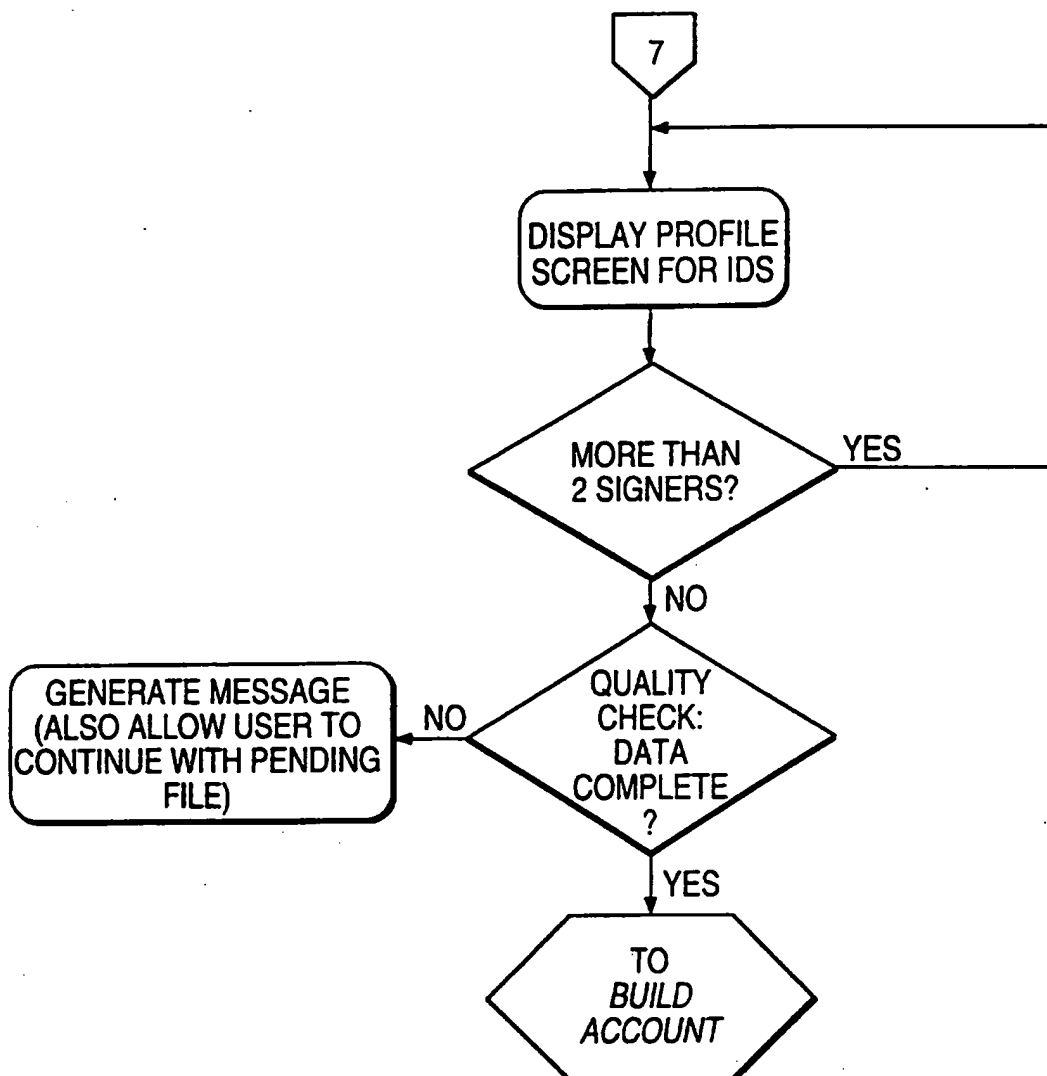 7
DISPLAY PROFILE
SCREEN FOR IDS
MORE THAN
2 SIGNERS?
YES
NO
QUALITY
CHECK:
DATA
COMPLETE
?
NO
GENERATE MESSAGE
(ALSO ALLOW USER TO
CONTINUE WITH PENDING
FILE)
YES
TO
BUILD
ACCOUNT